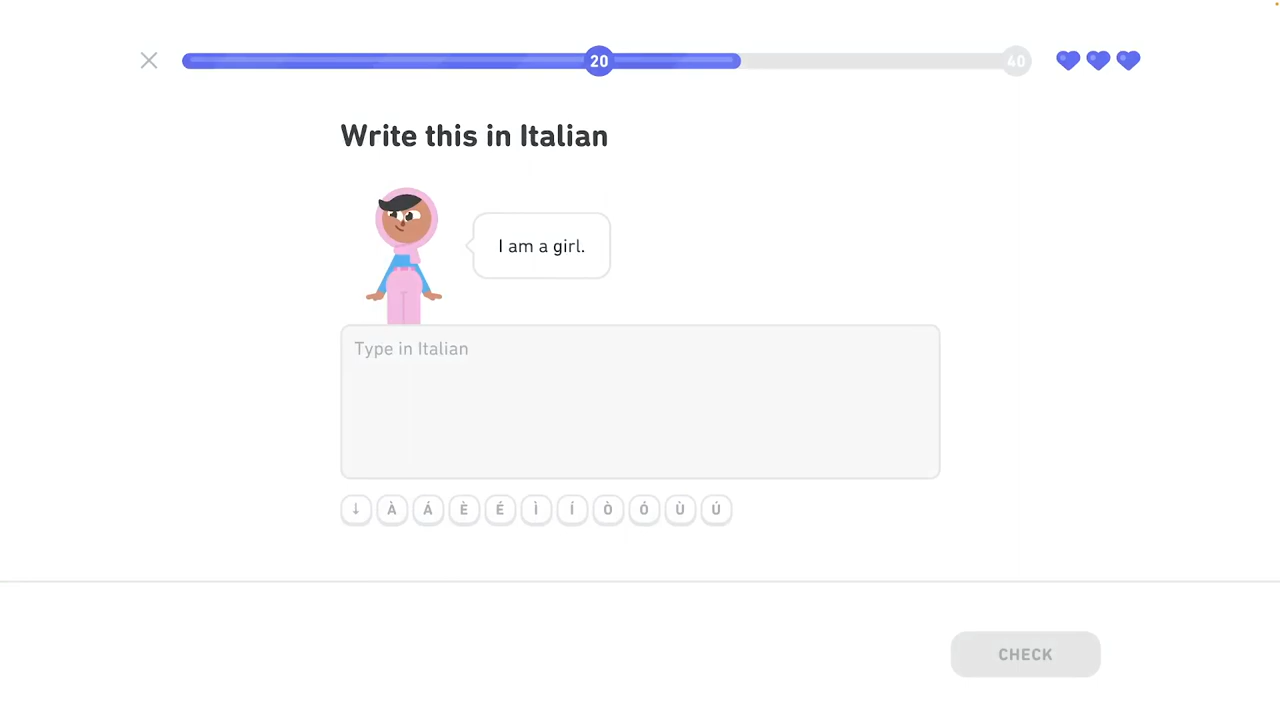 20
40
Write this in Italian
I am a girl.
Type in Italian
↓ À Á È É Ì Í Ò Ó Ù Ú
CHECK